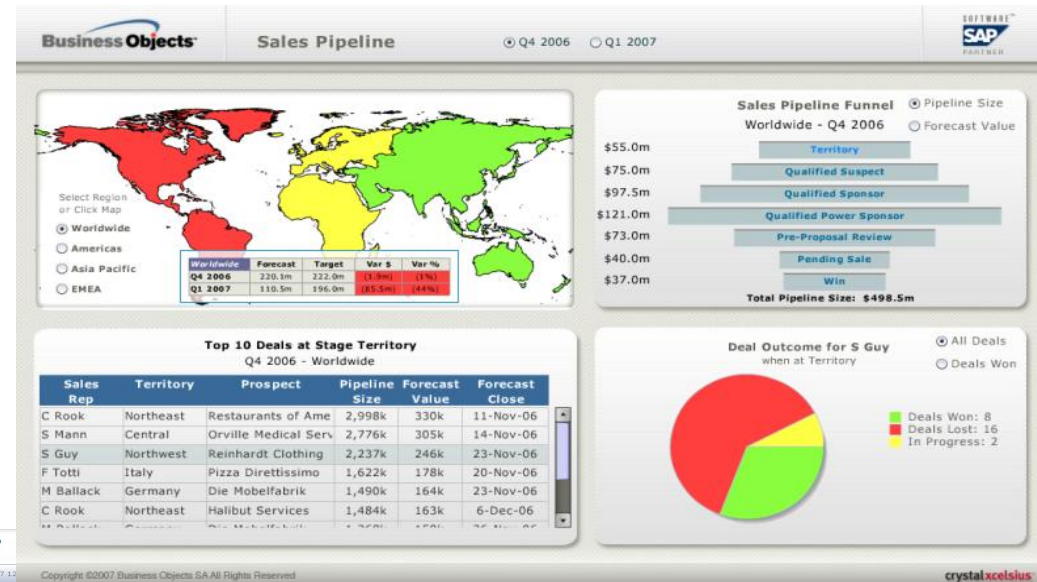 Business Objects
Sales Pipeline
Q4 2006 Q1 2007
SOFTWARE™
SAP
PARTNER
Select Region
or Click Map
Worldwide
Americas
Asia Pacific
EMEA
Worldwide Forecast Target Var $ Var %
Q4 2006 220.1m 222.0m (1.9m) (1%)
Q1 2007 110.5m 196.0m (85.5m) (44%)
Sales Pipeline Funnel
Worldwide - Q4 2006
Pipeline Size
Forecast Value
$55.0m Territory
$75.0m Qualified Suspect
$97.5m Qualified Sponsor
$121.0m Qualified Power Sponsor
$73.0m Pre-Proposal Review
$40.0m Pending Sale
$37.0m Win
Total Pipeline Size: $498.5m
Top 10 Deals at Stage Territory
Q4 2006 - Worldwide
Sales Rep Territory Prospect Pipeline Size Forecast Value Forecast Close
C Rook Northeast Restaurants of Ame 2,998k 330k 11-Nov-06
S Mann Central Orville Medical Serv 2,776k 305k 14-Nov-06
S Guy Northwest Reinhardt Clothing 2,237k 246k 23-Nov-06
F Totti Italy Pizza Direttissimo 1,622k 178k 20-Nov-06
M Ballack Germany Die Mobelfabrik 1,490k 164k 23-Nov-06
C Rook Northeast Halibut Services 1,484k 163k 6-Dec-06
Deal Outcome for S Guy
when at Territory
All Deals
Deals Won
Deals Won: 8
Deals Lost: 16
In Progress: 2
Copyright ©2007 Business Objects SA All Rights Reserved
crystalxcelsius